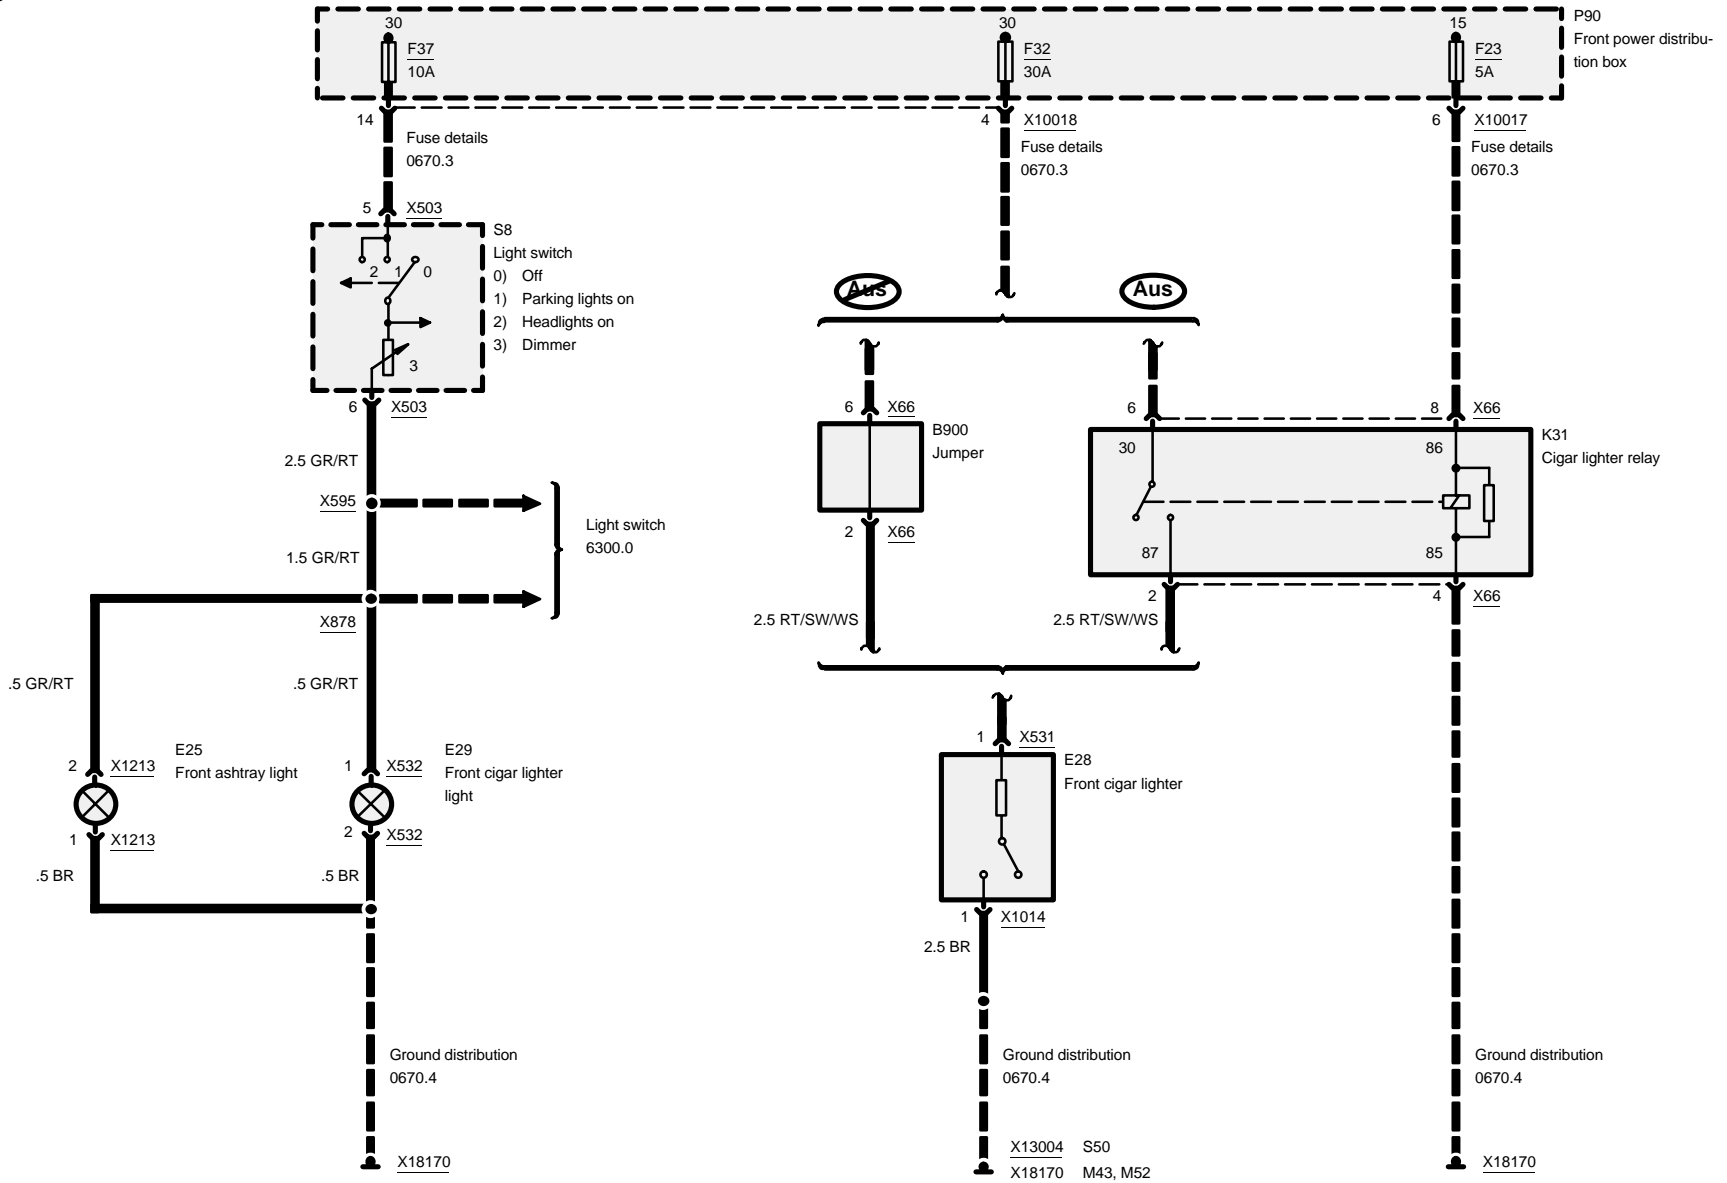 30
30
15
P90
Front power distribu-
tion box
F37
10A
F32
30A
F23
5A
14
4
X10018
6
X10017
Fuse details
0670.3
Fuse details
0670.3
Fuse details
0670.3
5
X503
S8
Light switch
0) Off
1) Parking lights on
2) Headlights on
3) Dimmer
2 1 0
3
Aus
Aus
6
X503
6
X66
6
8
X66
B900
Jumper
K31
Cigar lighter relay
30
86
87
85
2.5 GR/RT
X595
Light switch
6300.0
1.5 GR/RT
X878
2
X66
2
4
X66
2.5 RT/SW/WS
2.5 RT/SW/WS
.5 GR/RT
.5 GR/RT
E25
Front ashtray light
E29
Front cigar lighter
light
2
X1213
1
X532
1
X1213
2
X532
1
X531
E28
Front cigar lighter
.5 BR
.5 BR
1
X1014
2.5 BR
Ground distribution
0670.4
Ground distribution
0670.4
Ground distribution
0670.4
X18170
X13004 S50
X18170 M43, M52
X18170